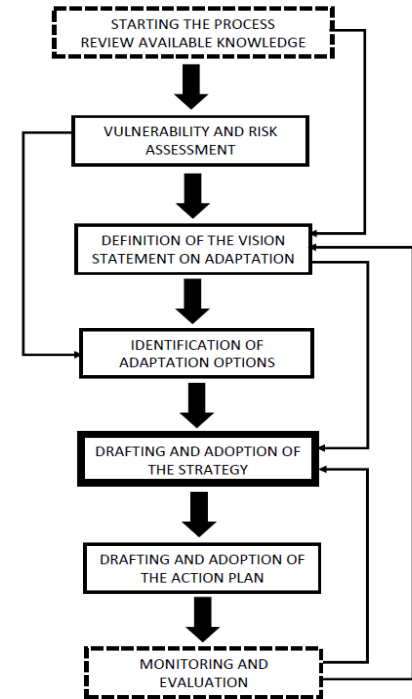 STARTING THE PROCESS
REVIEW AVAILABLE KNOWLEDGE
VULNERABILITY AND RISK
ASSESSMENT
DEFINITION OF THE VISION
STATEMENT ON ADAPTATION
IDENTIFICATION OF
ADAPTATION OPTIONS
DRAFTING AND ADOPTION OF
THE STRATEGY
DRAFTING AND ADOPTION OF
THE ACTION PLAN
MONITORING AND
EVALUATION